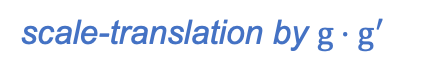 scale-translation by g · g′